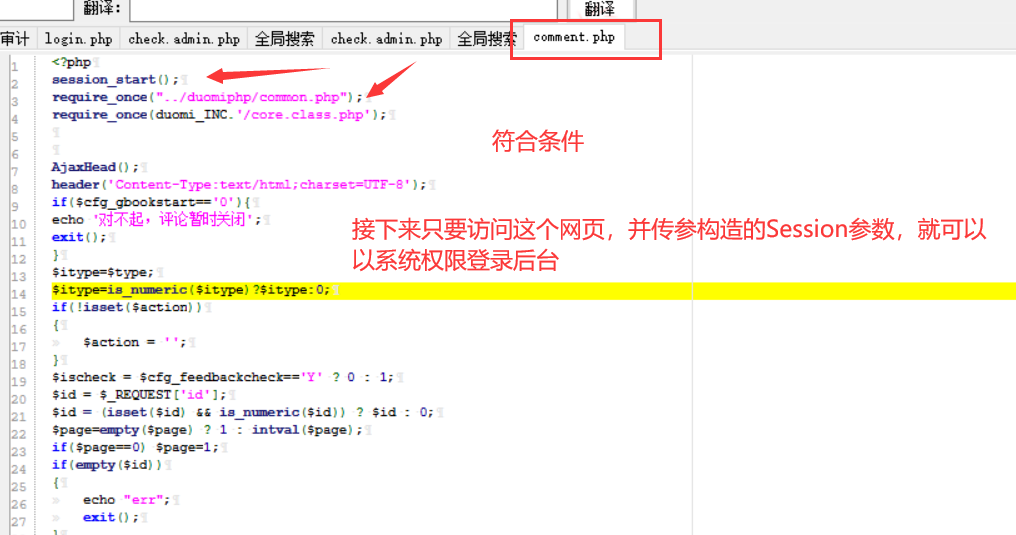 翻译:
翻译
审计 login.php check.admin.php 全局搜索 check.admin.php 全局搜索 comment.php
1 <?php
2 session_start();
3 require_once("../duomiphp/common.php");
4 require_once(duomi_INC.'/core.class.php');
5
6
7 AjaxHead();
8 header('Content-Type:text/html;charset=UTF-8');
9 if($cfg_gbookstart=='0'){
10 echo '对不起，评论暂时关闭';
11 exit();
12 }
13 $itype=$type;
14 $itype=is_numeric($itype)?$itype:0;
15 if(!isset($action))
16 {
17 $action = '';
18 }
19 $ischeck = $cfg_feedbackcheck=='Y' ? 0 : 1;
20 $id = $_REQUEST['id'];
21 $id = (isset($id) && is_numeric($id)) ? $id : 0;
22 $page=empty($page) ? 1 : intval($page);
23 if($page==0) $page=1;
24 if(empty($id))
25 {
26 echo "err";
27 exit();
}
符合条件
接下来只要访问这个网页，并传参构造的Session参数，就可以
以系统权限登录后台